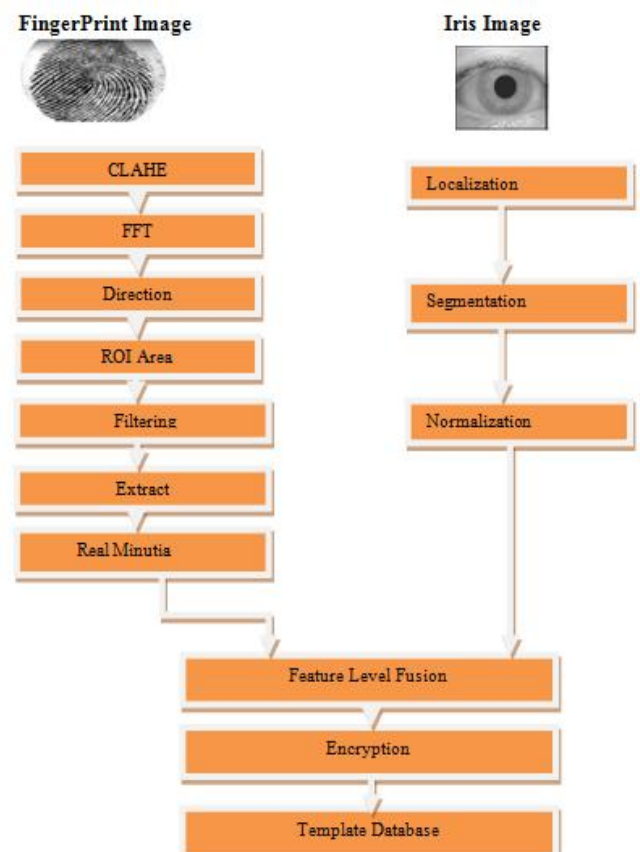 FingerPrint Image
Iris Image
CLAHE
FFT
Direction
ROI Area
Filtering
Extract
Real Minutia
Localization
Segmentation
Normalization
Feature Level Fusion
Encryption
Template Database